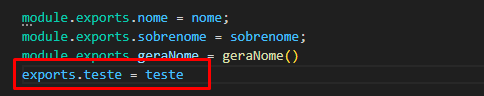 module.exports.nome = nome;
module.exports.sobrenome = sobrenome;
module.exports.geraNome = geraNome()
exports.teste = teste